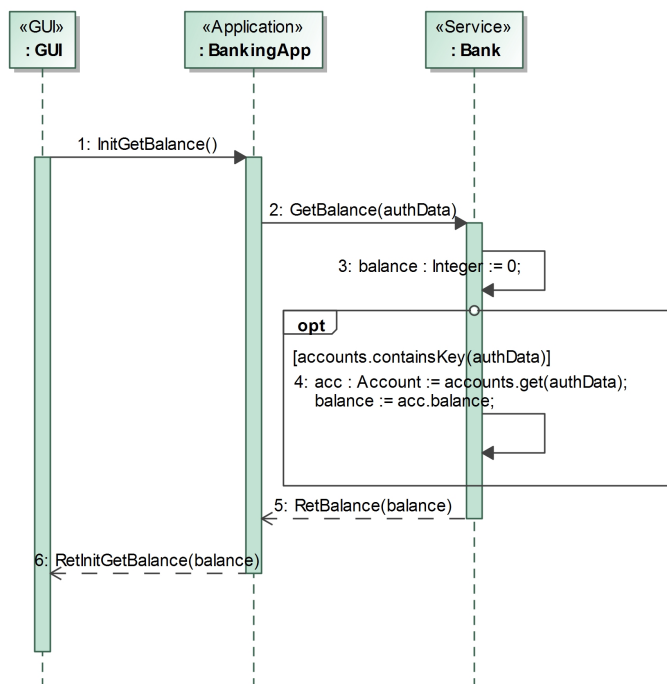 «GUI»
: GUI
«Application»
: BankingApp
«Service»
: Bank
1: InitGetBalance()
2: GetBalance(authData)
3: balance : Integer := 0;
opt
[accounts.containsKey(authData)]
4: acc : Account := accounts.get(authData);
balance := acc.balance;
5: RetBalance(balance)
6: RetInitGetBalance(balance)